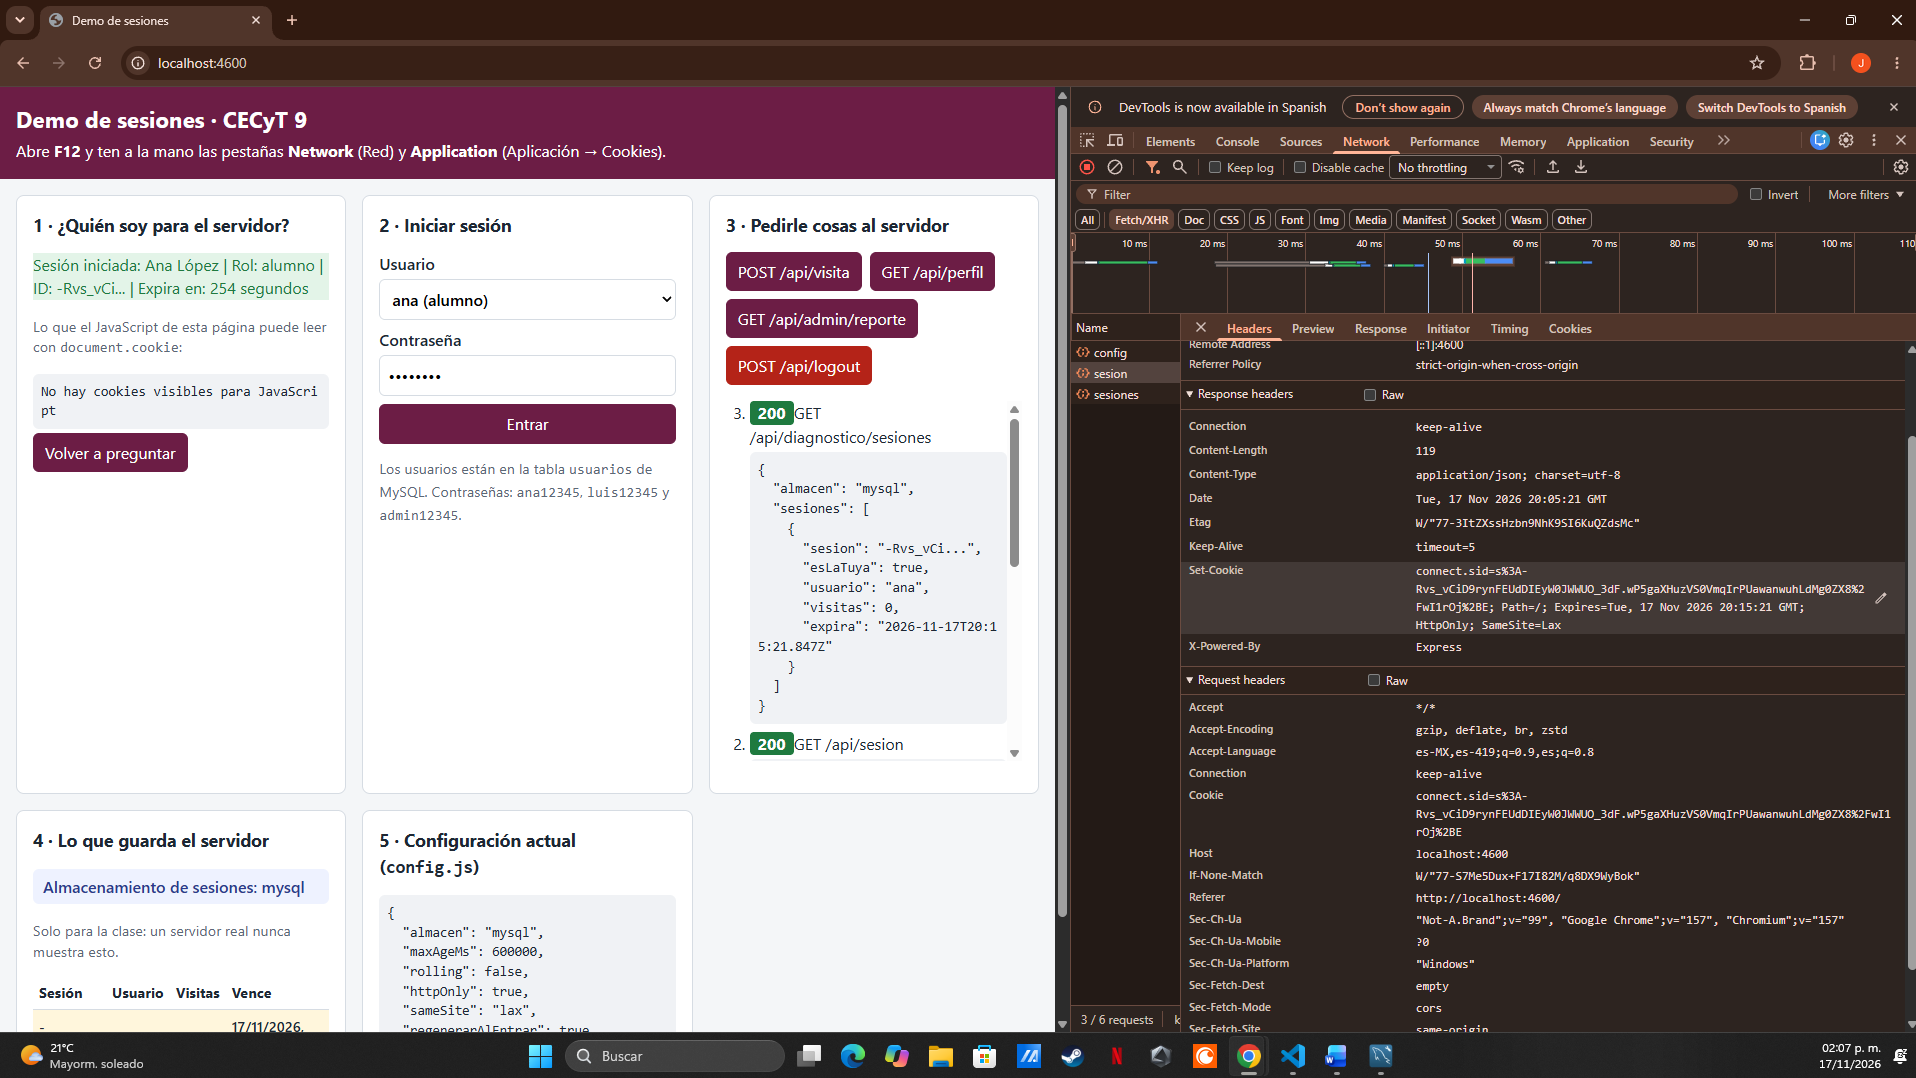 Demo de sesiones
localhost:4600
J
Demo de sesiones · CECyT 9
Abre F12 y ten a la mano las pestañas Network (Red) y Application (Aplicación → Cookies).
1 · ¿Quién soy para el servidor?
Sesión iniciada: Ana López | Rol: alumno |
ID: -Rvs_vCi... | Expira en: 254 segundos
Lo que el JavaScript de esta página puede leer
con document.cookie:
No hay cookies visibles para JavaScri
pt
Volver a preguntar
2 · Iniciar sesión
Usuario
ana (alumno)
Contraseña
••••••••
Entrar
Los usuarios están en la tabla usuarios de
MySQL. Contraseñas: ana12345, luis12345 y
admin12345.
3 · Pedirle cosas al servidor
POST /api/visita
GET /api/perfil
GET /api/admin/reporte
POST /api/logout
3. 200 GET
/api/diagnostico/sesiones
{
"almacen": "mysql",
"sesiones": [
{
"sesion": "-Rvs_vCi...",
"esLaTuya": true,
"usuario": "ana",
"visitas": 0,
"expira": "2026-11-17T20:1
5:21.847Z"
}
]
}
2. 200 GET /api/sesion
4 · Lo que guarda el servidor
Almacenamiento de sesiones: mysql
Solo para la clase: un servidor real nunca
muestra esto.
Sesión Usuario Visitas Vence
- 17/11/2026,
5 · Configuración actual
(config.js)
{
"almacen": "mysql",
"maxAgeMs": 600000,
"rolling": false,
"httpOnly": true,
"sameSite": "lax",
"regenerarAlEntrar": true
DevTools is now available in Spanish
Don't show again
Always match Chrome's language
Switch DevTools to Spanish
Elements Console Sources Network Performance Memory Application Security
Keep log
Disable cache
No throttling
Filter
Invert
More filters
All Fetch/XHR Doc CSS JS Font Img Media Manifest Socket Wasm Other
10 ms 20 ms 30 ms 40 ms 50 ms 60 ms 70 ms 80 ms 90 ms 100 ms 110
Name
config
sesion
sesiones
3 / 6 requests k
Headers Preview Response Initiator Timing Cookies
Remote Address [::1]:4600
Referrer Policy strict-origin-when-cross-origin
Response headers Raw
Connection keep-alive
Content-Length 119
Content-Type application/json; charset=utf-8
Date Tue, 17 Nov 2026 20:05:21 GMT
Etag W/"77-3ItZXssHzbn9NhK9SI6KuQZdsMc"
Keep-Alive timeout=5
Set-Cookie connect.sid=s%3A-
Rvs_vCiD9rynFEUdDIEyW0JWWUO_3dF.wP5gaXHuzVS0VmqIrPUawanwuhLdMg0ZX8%2
FwI1rOj%2BE; Path=/; Expires=Tue, 17 Nov 2026 20:15:21 GMT;
HttpOnly; SameSite=Lax
X-Powered-By Express
Request headers Raw
Accept */*
Accept-Encoding gzip, deflate, br, zstd
Accept-Language es-MX,es-419;q=0.9,es;q=0.8
Connection keep-alive
Cookie connect.sid=s%3A-
Rvs_vCiD9rynFEUdDIEyW0JWWUO_3dF.wP5gaXHuzVS0VmqIrPUawanwuhLdMg0ZX8%2FwI1
rOj%2BE
Host localhost:4600
If-None-Match W/"77-S7Me5Dux+F17I82M/q8DX9WyBok"
Referer http://localhost:4600/
Sec-Ch-Ua "Not-A.Brand";v="99", "Google Chrome";v="157", "Chromium";v="157"
Sec-Ch-Ua-Mobile ?0
Sec-Ch-Ua-Platform "Windows"
Sec-Fetch-Dest empty
Sec-Fetch-Mode cors
Sec-Fetch-Site same-origin
21°C
Mayorm. soleado
Buscar
02:07 p. m.
17/11/2026